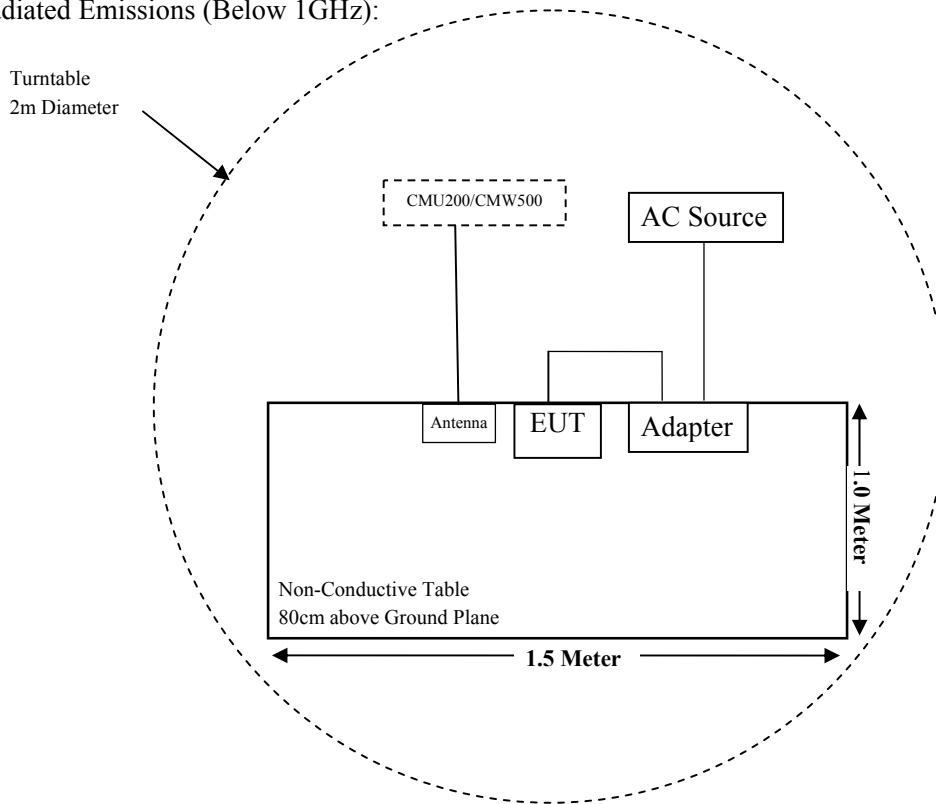 diated Emissions (Below 1GHz):
Turntable
2m Diameter
CMU200/CMW500
AC Source
Antenna
EUT
Adapter
1.0 Meter
Non-Conductive Table
80cm above Ground Plane
1.5 Meter